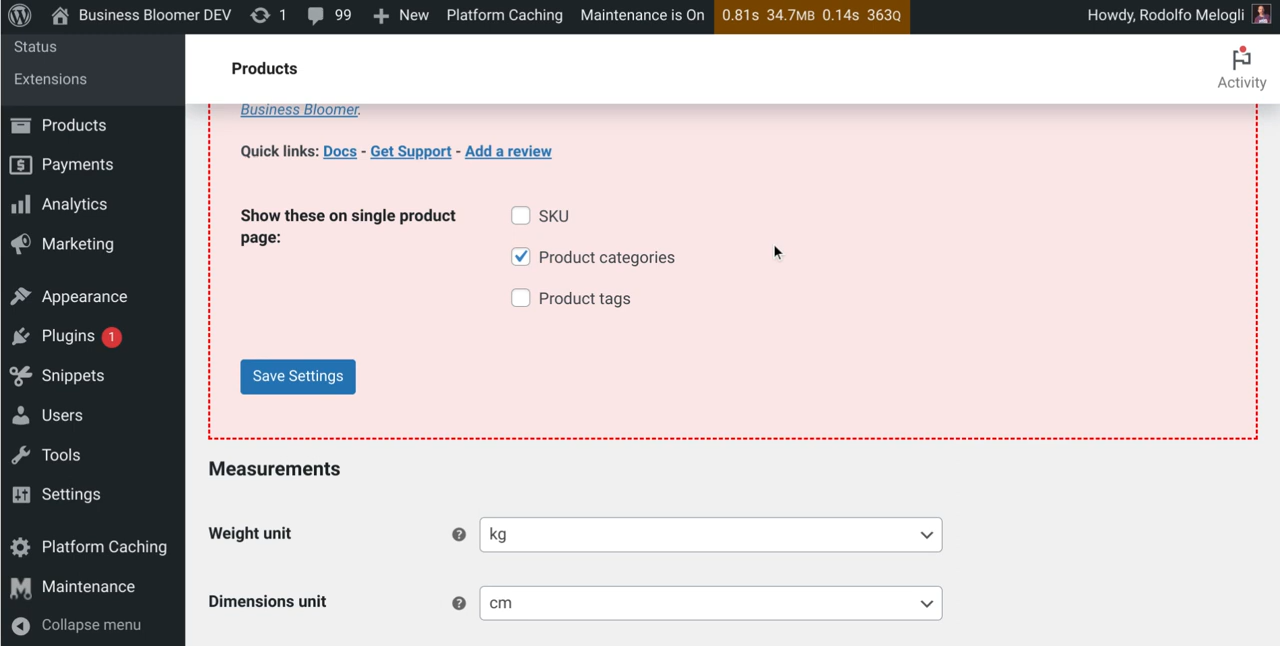 Business Bloomer DEV 1 99 New Platform Caching Maintenance is On 0.81s 34.7MB 0.14s 363Q Howdy, Rodolfo Melogli
Status
Extensions
Products
Payments
Analytics
Marketing
Appearance
Plugins 1
Snippets
Users
Tools
Settings
Platform Caching
Maintenance
Collapse menu
Products
Activity
Business Bloomer.
Quick links: Docs - Get Support - Add a review
Show these on single product
page:
SKU
Product categories
Product tags
Save Settings
Measurements
Weight unit ? kg
Dimensions unit ? cm